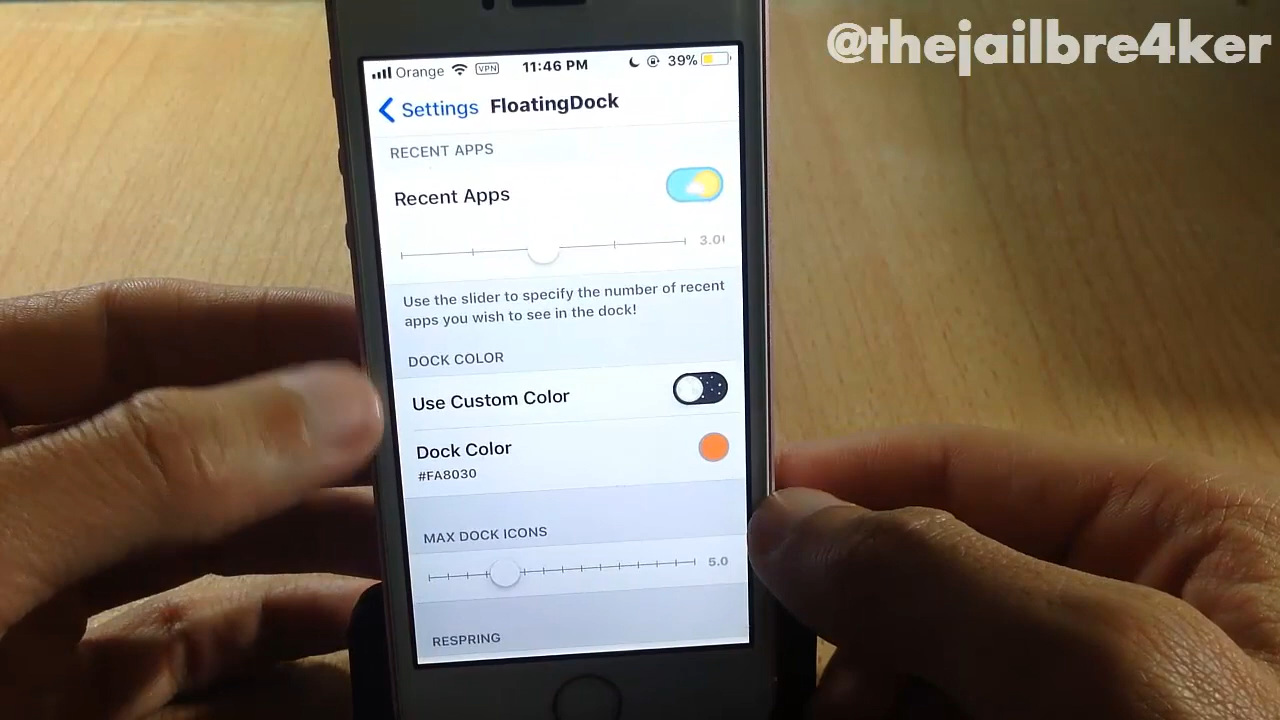 @thejailbre4ker
Orange VPN 11:46 PM 39%
Settings FloatingDock
RECENT APPS
Recent Apps
3.0
Use the slider to specify the number of recent
apps you wish to see in the dock!
DOCK COLOR
Use Custom Color
Dock Color
#FA8030
MAX DOCK ICONS
5.0
RESPRING